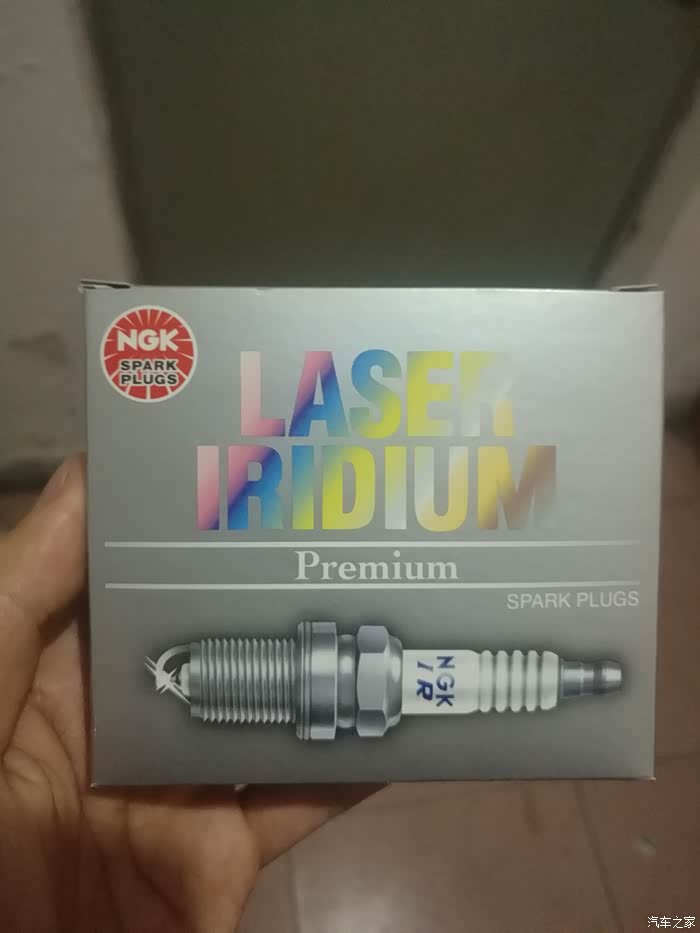 NGK
SPARK
PLUGS
LASER
IRIDIUM
Premium
SPARK PLUGS
NGK
IR
汽车之家